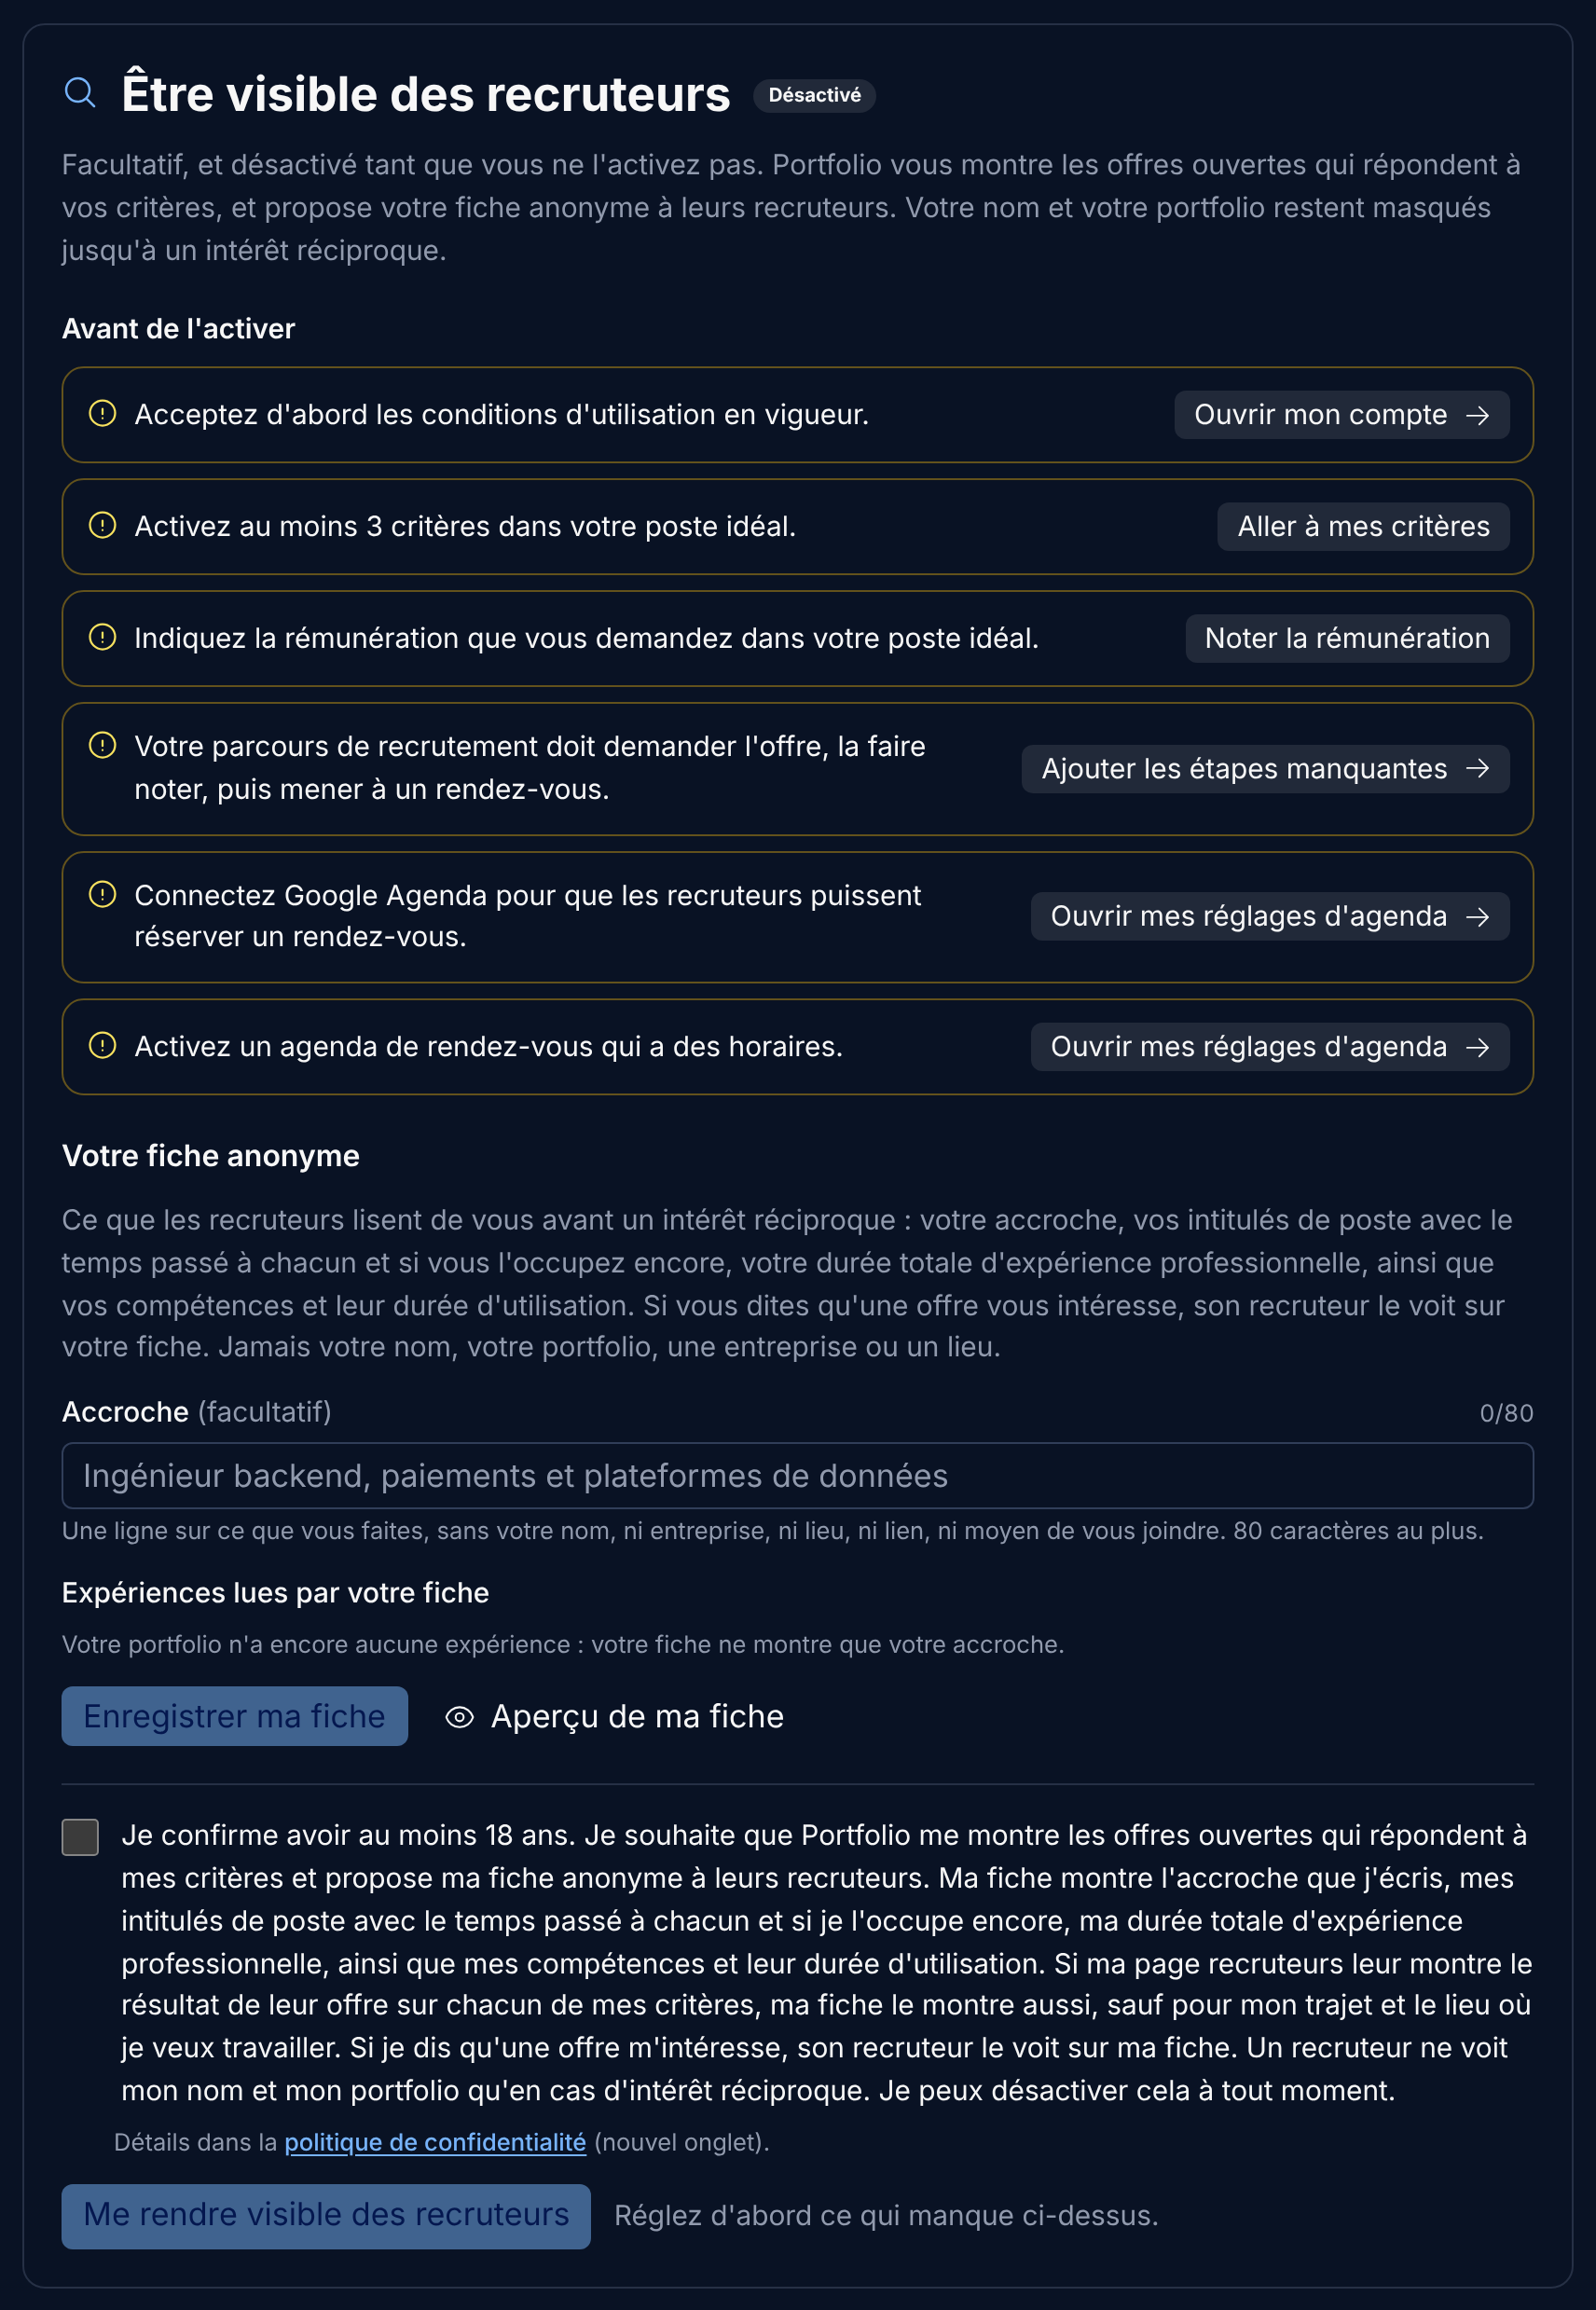 Être visible des recruteurs Désactivé
Facultatif, et désactivé tant que vous ne l'activez pas. Portfolio vous montre les offres ouvertes qui répondent à
vos critères, et propose votre fiche anonyme à leurs recruteurs. Votre nom et votre portfolio restent masqués
jusqu'à un intérêt réciproque.
Avant de l'activer
Acceptez d'abord les conditions d'utilisation en vigueur. Ouvrir mon compte →
Activez au moins 3 critères dans votre poste idéal. Aller à mes critères
Indiquez la rémunération que vous demandez dans votre poste idéal. Noter la rémunération
Votre parcours de recrutement doit demander l'offre, la faire
noter, puis mener à un rendez-vous.
Ajouter les étapes manquantes →
Connectez Google Agenda pour que les recruteurs puissent
réserver un rendez-vous.
Ouvrir mes réglages d'agenda →
Activez un agenda de rendez-vous qui a des horaires. Ouvrir mes réglages d'agenda →
Votre fiche anonyme
Ce que les recruteurs lisent de vous avant un intérêt réciproque : votre accroche, vos intitulés de poste avec le
temps passé à chacun et si vous l'occupez encore, votre durée totale d'expérience professionnelle, ainsi que
vos compétences et leur durée d'utilisation. Si vous dites qu'une offre vous intéresse, son recruteur le voit sur
votre fiche. Jamais votre nom, votre portfolio, une entreprise ou un lieu.
Accroche (facultatif) 0/80
Ingénieur backend, paiements et plateformes de données
Une ligne sur ce que vous faites, sans votre nom, ni entreprise, ni lieu, ni lien, ni moyen de vous joindre. 80 caractères au plus.
Expériences lues par votre fiche
Votre portfolio n'a encore aucune expérience : votre fiche ne montre que votre accroche.
Enregistrer ma fiche Aperçu de ma fiche
Je confirme avoir au moins 18 ans. Je souhaite que Portfolio me montre les offres ouvertes qui répondent à
mes critères et propose ma fiche anonyme à leurs recruteurs. Ma fiche montre l'accroche que j'écris, mes
intitulés de poste avec le temps passé à chacun et si je l'occupe encore, ma durée totale d'expérience
professionnelle, ainsi que mes compétences et leur durée d'utilisation. Si ma page recruteurs leur montre le
résultat de leur offre sur chacun de mes critères, ma fiche le montre aussi, sauf pour mon trajet et le lieu où
je veux travailler. Si je dis qu'une offre m'intéresse, son recruteur le voit sur ma fiche. Un recruteur ne voit
mon nom et mon portfolio qu'en cas d'intérêt réciproque. Je peux désactiver cela à tout moment.
Détails dans la politique de confidentialité (nouvel onglet).
Me rendre visible des recruteurs Réglez d'abord ce qui manque ci-dessus.